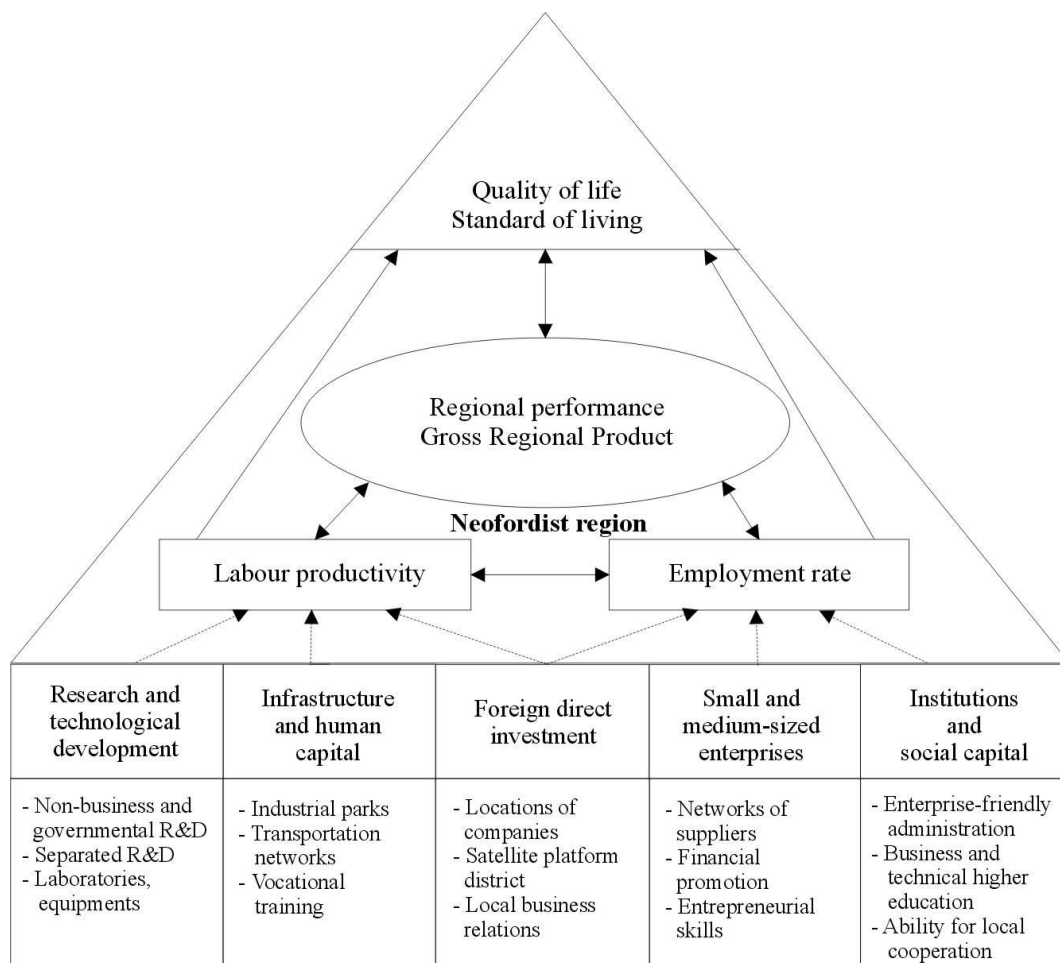 Quality of life
Standard of living
Regional performance
Gross Regional Product
Neofordist region
Labour productivity
Employment rate
Research and
technological
development
Infrastructure
and human
capital
Foreign direct
investment
Small and
medium-sized
enterprises
Institutions
and
social capital
- Non-business and
governmental R&D
- Separated R&D
- Laboratories,
equipments
- Industrial parks
- Transportation
networks
- Vocational
training
- Locations of
companies
- Satellite platform
district
- Local business
relations
- Networks of
suppliers
- Financial
promotion
- Entrepreneurial
skills
- Enterprise-friendly
administration
- Business and
technical higher
education
- Ability for local
cooperation